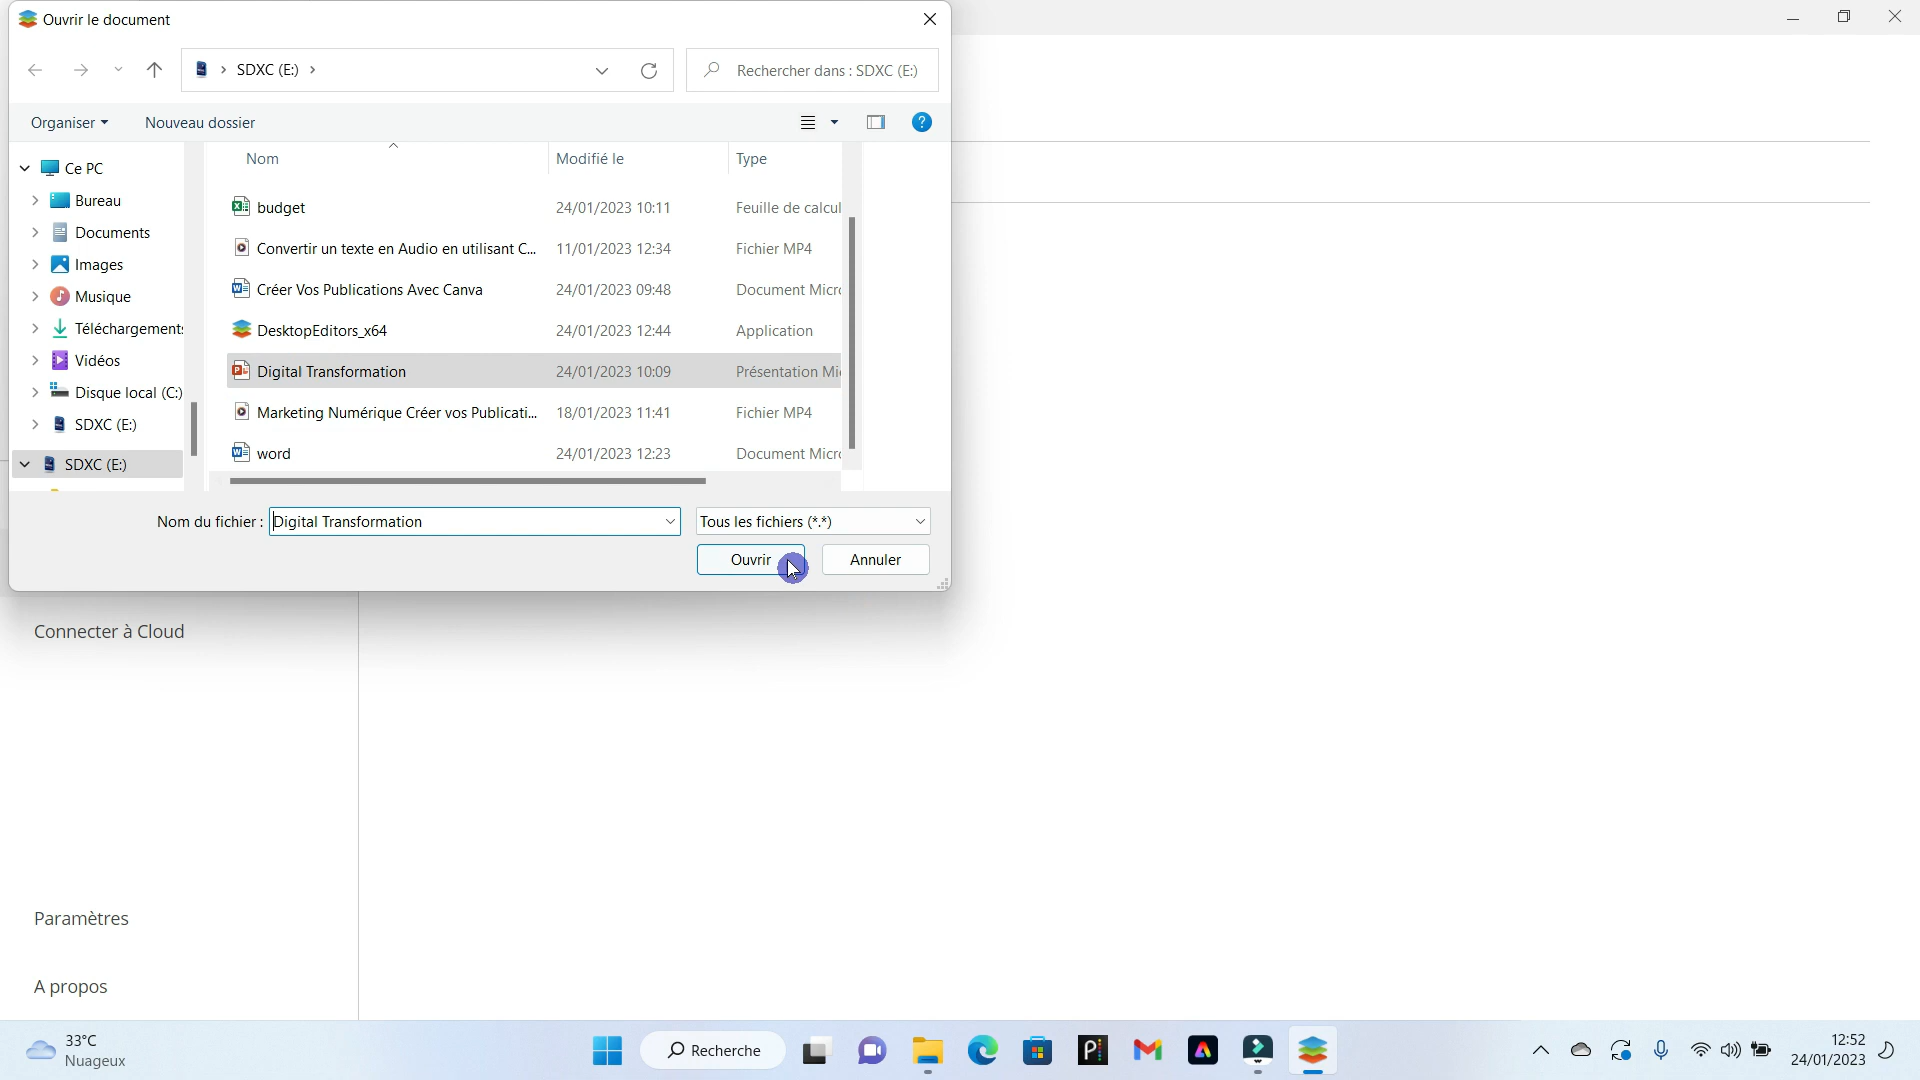 Ouvrir le document
SDXC (E:)
Rechercher dans : SDXC (E:)
Organiser
Nouveau dossier
Nom
Modifié le
Type
Ce PC
Bureau
Documents
Images
Musique
Téléchargements
Vidéos
Disque local (C:)
SDXC (E:)
SDXC (E:)
budget 24/01/2023 10:11 Feuille de calcul
Convertir un texte en Audio en utilisant C... 11/01/2023 12:34 Fichier MP4
Créer Vos Publications Avec Canva 24/01/2023 09:48 Document Micro
DesktopEditors_x64 24/01/2023 12:44 Application
Digital Transformation 24/01/2023 10:09 Présentation Mi
Marketing Numérique Créer vos Publicati... 18/01/2023 11:41 Fichier MP4
word 24/01/2023 12:23 Document Micro
Nom du fichier : Digital Transformation
Tous les fichiers (*.*)
Ouvrir
Annuler
Connecter à Cloud
Paramètres
A propos
33°C
Nuageux
Recherche
12:52
24/01/2023